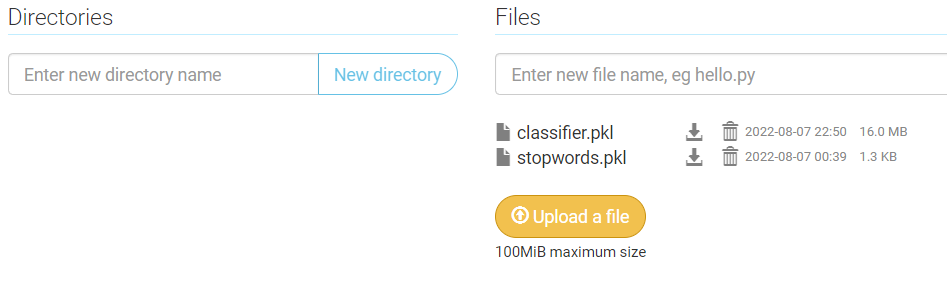 Directories
Enter new directory name
New directory
Files
Enter new file name, eg hello.py
classifier.pkl 2022-08-07 22:50 16.0 MB
stopwords.pkl 2022-08-07 00:39 1.3 KB
Upload a file
100MiB maximum size